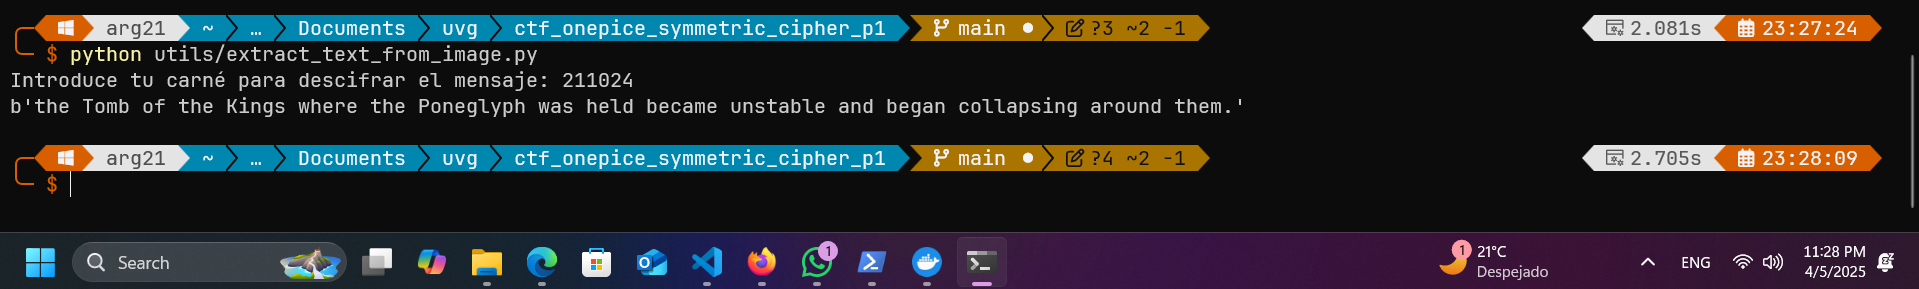 arg21 ~ … Documents uvg ctf_onepice_symmetric_cipher_p1 main ● ?3 ~2 -1 2.081s 23:27:24
$ python utils/extract_text_from_image.py
Introduce tu carné para descifrar el mensaje: 211024
b'the Tomb of the Kings where the Poneglyph was held became unstable and began collapsing around them.'
arg21 ~ … Documents uvg ctf_onepice_symmetric_cipher_p1 main ● ?4 ~2 -1 2.705s 23:28:09
$
Search
1
1
21°C
Despejado
ENG
11:28 PM
4/5/2025